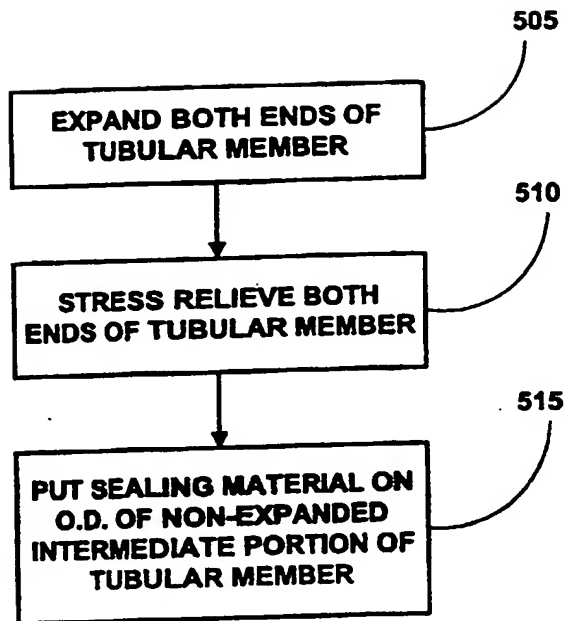 505
EXPAND BOTH ENDS OF
TUBULAR MEMBER
510
STRESS RELIEVE BOTH
ENDS OF TUBULAR MEMBER
515
PUT SEALING MATERIAL ON
O.D. OF NON-EXPANDED
INTERMEDIATE PORTION OF
TUBULAR MEMBER